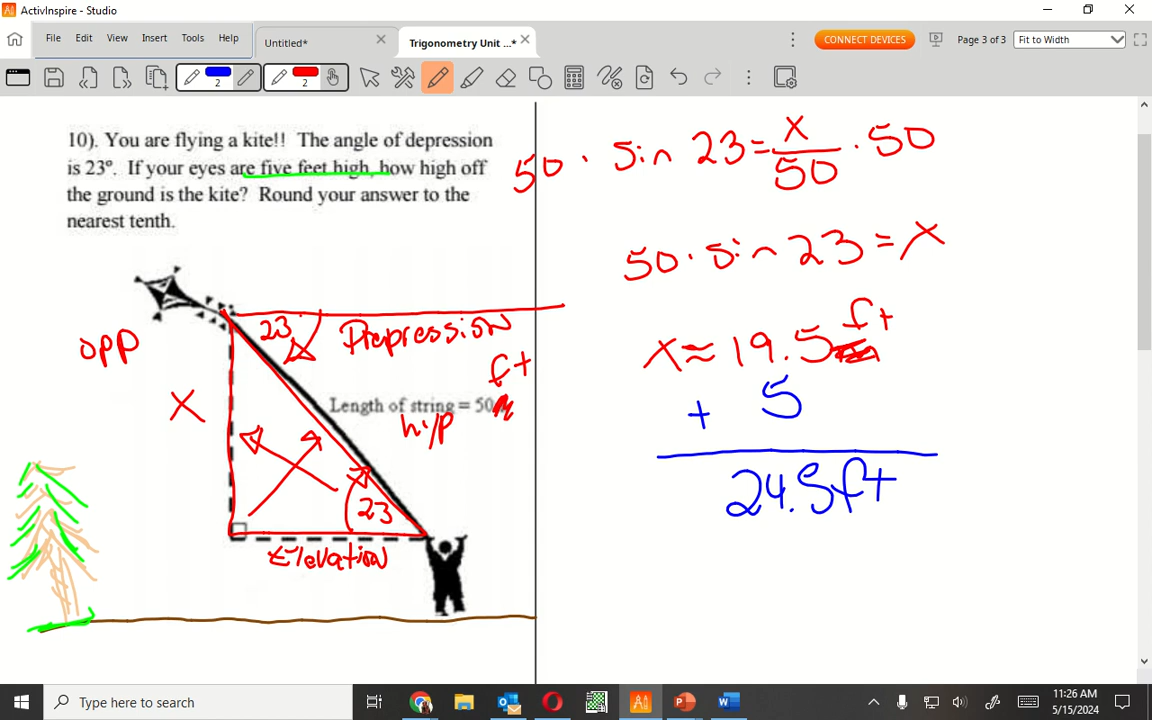 ActivInspire - Studio
File Edit View Insert Tools Help
Untitled*
Trigonometry Unit ...*
CONNECT DEVICES
Page 3 of 3
Fit to Width
2
2
10). You are flying a kite!! The angle of depression
is 23°. If your eyes are five feet high, how high off
the ground is the kite? Round your answer to the
nearest tenth.
opp
23
Depression
ft
X
Length of string = 50
hyp
23
Elevation
50 · sin 23 = x/50 · 50
50 · sin 23 = x
x ≈ 19.5 ft
+ 5
24.5 ft
Type here to search
11:26 AM
5/15/2024